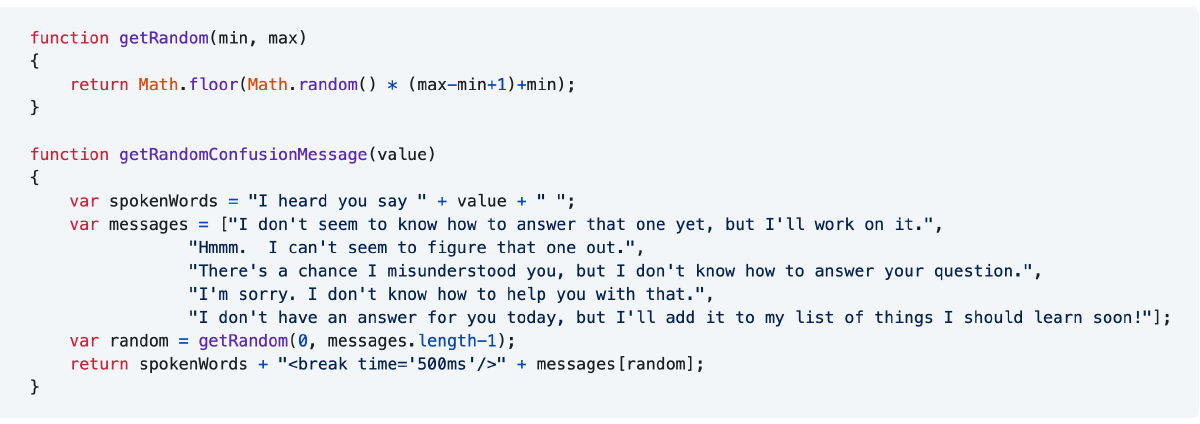 function getRandom(min, max)
{
    return Math.floor(Math.random() * (max-min+1)+min);
}

function getRandomConfusionMessage(value)
{
    var spokenWords = "I heard you say " + value + " ";
    var messages = ["I don't seem to know how to answer that one yet, but I'll work on it.",
                "Hmmm.  I can't seem to figure that one out.",
                "There's a chance I misunderstood you, but I don't know how to answer your question.",
                "I'm sorry. I don't know how to help you with that.",
                "I don't have an answer for you today, but I'll add it to my list of things I should learn soon!"];
    var random = getRandom(0, messages.length-1);
    return spokenWords + "<break time='500ms'/>" + messages[random];
}